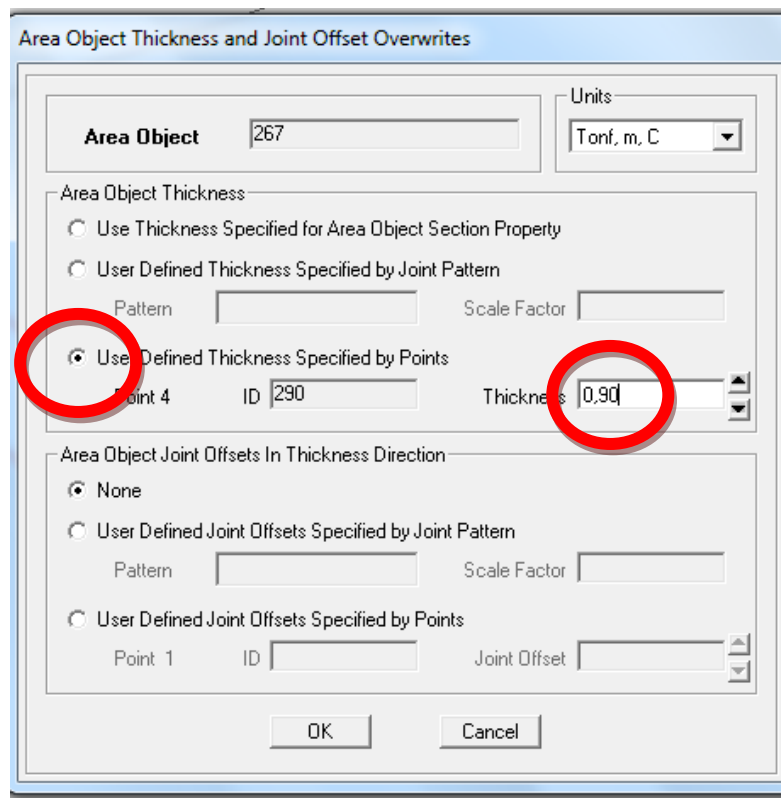 Area Object Thickness and Joint Offset Overwrites
Units
Area Object 267 Tonf, m, C
Area Object Thickness
Use Thickness Specified for Area Object Section Property
User Defined Thickness Specified by Joint Pattern
Pattern Scale Factor
User Defined Thickness Specified by Points
Point 4 ID 290 Thickness 0,90
Area Object Joint Offsets In Thickness Direction
None
User Defined Joint Offsets Specified by Joint Pattern
Pattern Scale Factor
User Defined Joint Offsets Specified by Points
Point 1 ID Joint Offset
OK Cancel